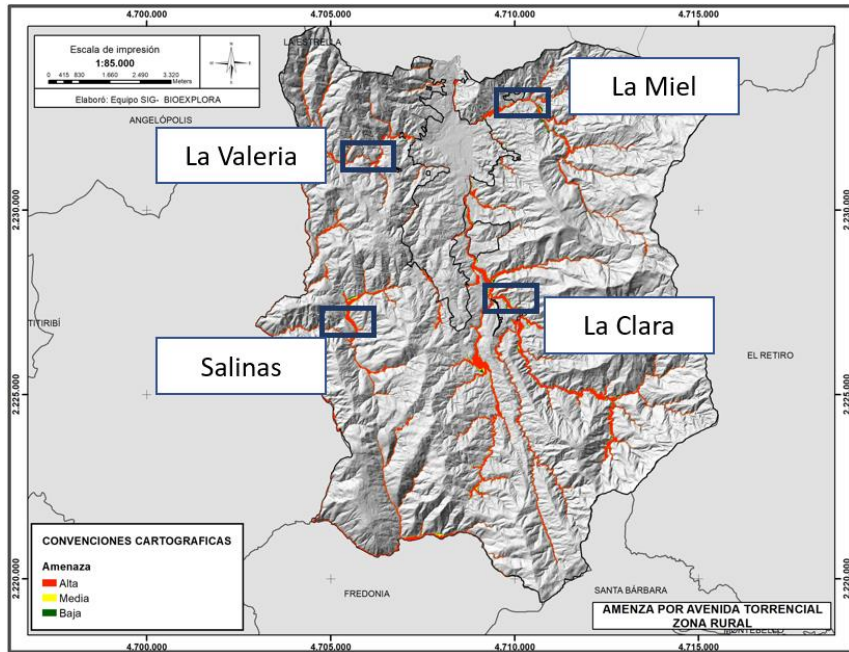 4.700.000 4.705.000 4.710.000 4.715.000
Escala de impresión
1:85.000
0 415 830 1.660 2.490 3.320
Meters
Elaboró: Equipo SIG- BIOEXPLORA
N
LA ESTRELLA
ANGELÓPOLIS
La Miel
La Valeria
2.230.000 2.230.000
La Clara
TITIRIBÍ
Salinas
EL RETIRO
2.225.000 2.225.000
CONVENCIONES CARTOGRAFICAS
Amenaza
Alta
Media
Baja
2.220.000 2.220.000
FREDONIA
SANTA BÁRBARA
AMENZA POR AVENIDA TORRENCIAL
ZONA RURAL
MONTEBELLO
4.700.000 4.705.000 4.710.000 4.715.000